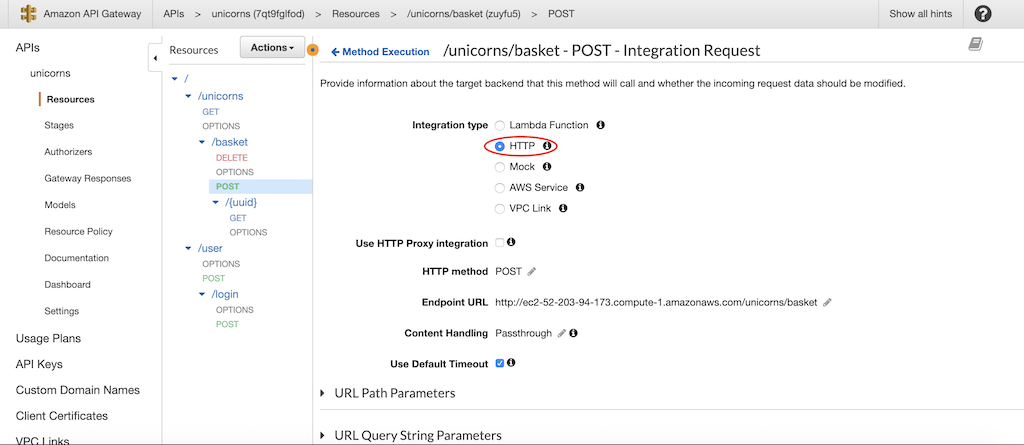 Amazon API Gateway
APIs > unicorns (7qt9fglfod) > Resources > /unicorns/basket (zuyfu5) > POST
Show all hints
?
APIs
unicorns
Resources
Stages
Authorizers
Gateway Responses
Models
Resource Policy
Documentation
Dashboard
Settings
Usage Plans
API Keys
Custom Domain Names
Client Certificates
VPC Links
Resources
Actions
/
/unicorns
GET
OPTIONS
/basket
DELETE
OPTIONS
POST
/{uuid}
GET
OPTIONS
/user
OPTIONS
POST
/login
OPTIONS
POST
Method Execution
/unicorns/basket - POST - Integration Request
Provide information about the target backend that this method will call and whether the incoming request data should be modified.
Integration type
Lambda Function
HTTP
Mock
AWS Service
VPC Link
Use HTTP Proxy integration
HTTP method POST
Endpoint URL http://ec2-52-203-94-173.compute-1.amazonaws.com/unicorns/basket
Content Handling Passthrough
Use Default Timeout
URL Path Parameters
URL Query String Parameters